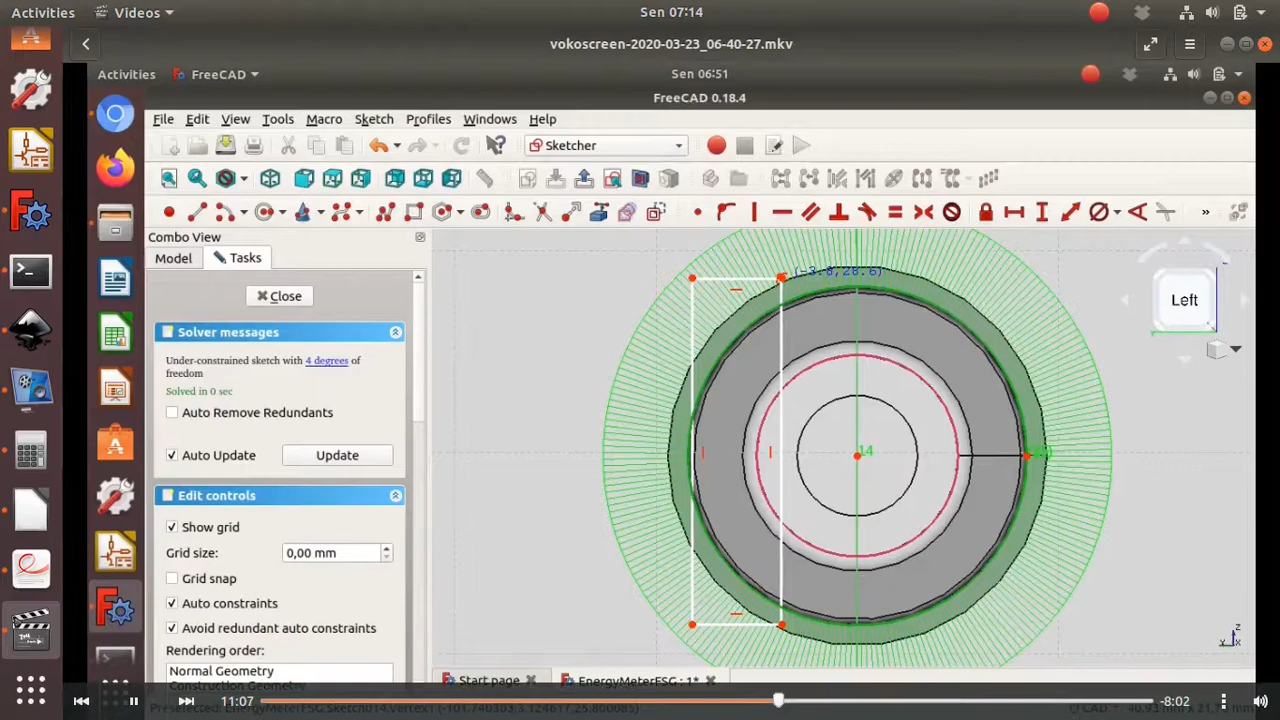 Activities Videos Sen 07:14
vokoscreen-2020-03-23_06-40-27.mkv
Activities FreeCAD Sen 06:51
FreeCAD 0.18.4
File Edit View Tools Macro Sketch Profiles Windows Help
Sketcher
»
Combo View
Model Tasks
Close
Solver messages
Under-constrained sketch with 4 degrees of
freedom
Solved in 0 sec
Auto Remove Redundants
Auto Update Update
Edit controls
Show grid
Grid size: 0,00 mm
Grid snap
Auto constraints
Avoid redundant auto constraints
Rendering order:
Normal Geometry
Construction Geometry
14
Left
z
Y x
Start page EnergyMeterFSG : 1*
11:07 -8:02